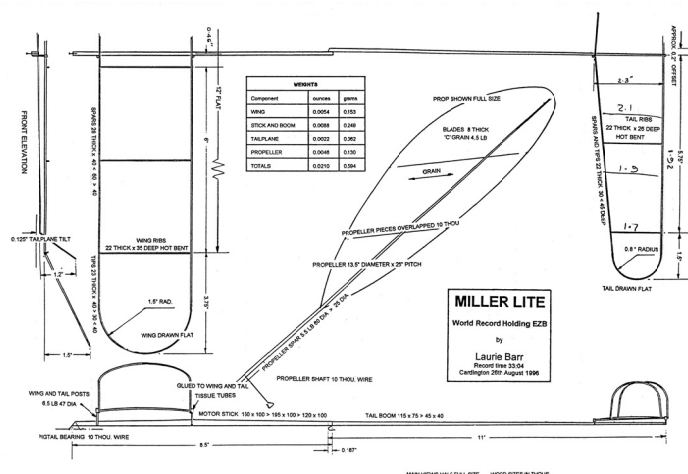 0.45"
APPROX. 0.2" OFFSET
FRONT ELEVATION
SPARS 28 THICK x 40 < 60 > 40
12" FLAT
6"
WEIGHTS
Component ounces gsms
WING 0.0054 0.153
STICK AND BOOM 0.0088 0.248
TAILPLANE 0.0022
PROPELLER 0.0046 0.130
TOTALS 0.0210 0.594
PROP SHOWN FULL SIZE
BLADES 8 THICK
'C'GRAIN 4.5 LB
GRAIN
2.3"
2.1
TAIL RIBS
22 THICK x 26 DEEP
HOT BENT
SPARS AND TIPS 22 THICK 30 < 45 DEEP
5.75"
1.9
1.7
0.8" RADIUS
1.5"
TAIL DRAWN FLAT
PROPELLER PIECES OVERLAPPED 10 THOU
0.125" TAILPLANE TILT
WING RIBS
22 THICK x 35 DEEP HOT BENT
1.2"
TIPS 23 THICK x 40 > 30 < 40
3.75"
PROPELLER 13.5" DIAMETER x 25" PITCH
1.5" RAD.
WING DRAWN FLAT
1.5"
PROPELLER SPAR 5.5 LB 80 DIA > 25 DIA
MILLER LITE
World Record Holding EZB
by
Laurie Barr
Record time 33:04
Cardington 26th August 1996
GLUED TO WING AND TAIL
TISSUE TUBES
PROPELLER SHAFT 10 THOU. WIRE
WING AND TAIL POSTS
6.5 LB 47 DIA
MOTOR STICK 150 x 100 > 195 x 100 > 120 x 100
TAIL BOOM 115 x 75 > 45 x 40
BEARING 10 THOU. WIRE
8.5"
0.187"
11"